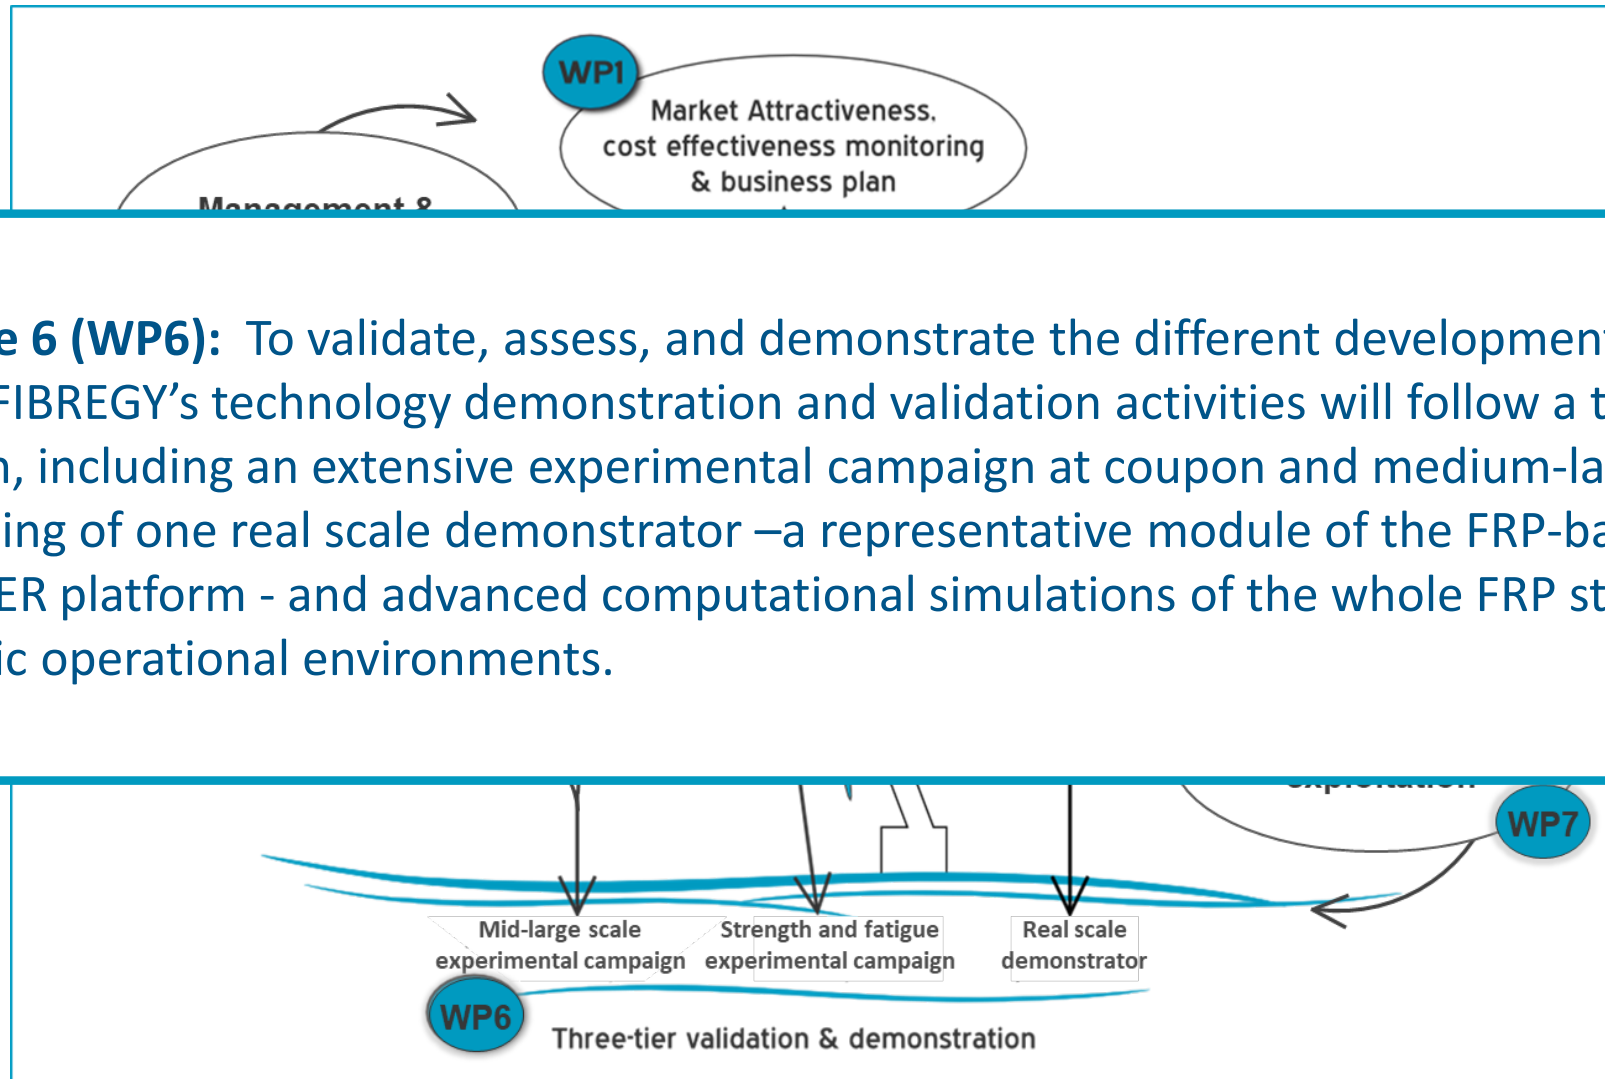 WP1
Market Attractiveness,
cost effectiveness monitoring
& business plan
Management &
e 6 (WP6): To validate, assess, and demonstrate the different development
FIBREGY’s technology demonstration and validation activities will follow a t
n, including an extensive experimental campaign at coupon and medium-la
ing of one real scale demonstrator –a representative module of the FRP-ba
ER platform - and advanced computational simulations of the whole FRP st
ic operational environments.
exploitation
WP7
Mid-large scale
experimental campaign
Strength and fatigue
experimental campaign
Real scale
demonstrator
WP6
Three-tier validation & demonstration